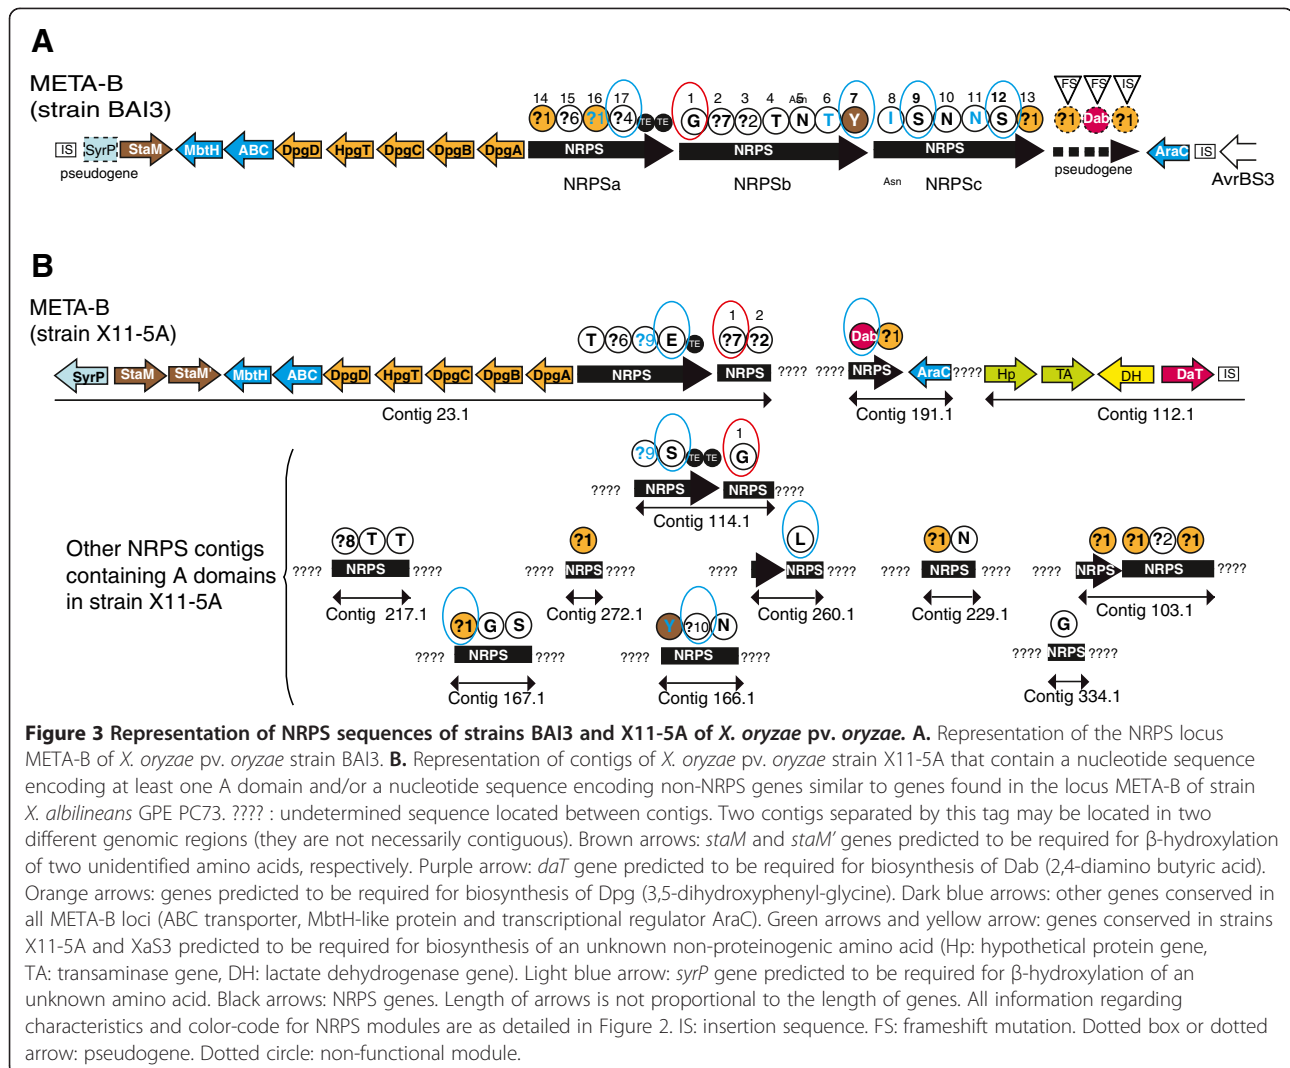 A
META-B
(strain BAI3)
14 15 16 17 1 2 3 4 5 Asn 6 7 8 9 10 11 12 13 FS FS IS
?1 ?6 ?1 ?4 TE TE G ?7 ?2 T N T Y I S N N S ?1 ?1 Dab ?1
IS SyrP StaM MbtH ABC DpgD HpgT DpgC DpgB DpgA NRPS NRPS NRPS AraC IS
pseudogene NRPSa NRPSb Asn NRPSc pseudogene AvrBS3
B
META-B
(strain X11-5A)
1 2
T ?6 ?9 E TE ?7 ?2 Dab ?1
SyrP StaM StaM' MbtH ABC DpgD HpgT DpgC DpgB DpgA NRPS NRPS ???? ???? NRPS AraC ???? Hp TA DH DaT IS
Contig 23.1 Contig 191.1 Contig 112.1
1
?9 S TE TE G
???? NRPS NRPS ????
Contig 114.1
Other NRPS contigs
containing A domains
in strain X11-5A
?8 T T ?1 L ?1 N ?1 ?1 ?2 ?1
???? NRPS ???? ???? NRPS ???? ???? NRPS ???? ???? NRPS ???? ???? NRPS NRPS ????
Contig 217.1 Contig 272.1 Contig 260.1 Contig 229.1 Contig 103.1
?1 G S Y ?10 N G
???? NRPS ???? ???? NRPS ???? ???? NRPS ????
Contig 167.1 Contig 166.1 Contig 334.1
Figure 3 Representation of NRPS sequences of strains BAI3 and X11-5A of X. oryzae pv. oryzae. A. Representation of the NRPS locus
META-B of X. oryzae pv. oryzae strain BAI3. B. Representation of contigs of X. oryzae pv. oryzae strain X11-5A that contain a nucleotide sequence
encoding at least one A domain and/or a nucleotide sequence encoding non-NRPS genes similar to genes found in the locus META-B of strain
X. albilineans GPE PC73. ???? : undetermined sequence located between contigs. Two contigs separated by this tag may be located in two
different genomic regions (they are not necessarily contiguous). Brown arrows: staM and staM' genes predicted to be required for β-hydroxylation
of two unidentified amino acids, respectively. Purple arrow: daT gene predicted to be required for biosynthesis of Dab (2,4-diamino butyric acid).
Orange arrows: genes predicted to be required for biosynthesis of Dpg (3,5-dihydroxyphenyl-glycine). Dark blue arrows: other genes conserved in
all META-B loci (ABC transporter, MbtH-like protein and transcriptional regulator AraC). Green arrows and yellow arrow: genes conserved in strains
X11-5A and XaS3 predicted to be required for biosynthesis of an unknown non-proteinogenic amino acid (Hp: hypothetical protein gene,
TA: transaminase gene, DH: lactate dehydrogenase gene). Light blue arrow: syrP gene predicted to be required for β-hydroxylation of an
unknown amino acid. Black arrows: NRPS genes. Length of arrows is not proportional to the length of genes. All information regarding
characteristics and color-code for NRPS modules are as detailed in Figure 2. IS: insertion sequence. FS: frameshift mutation. Dotted box or dotted
arrow: pseudogene. Dotted circle: non-functional module.